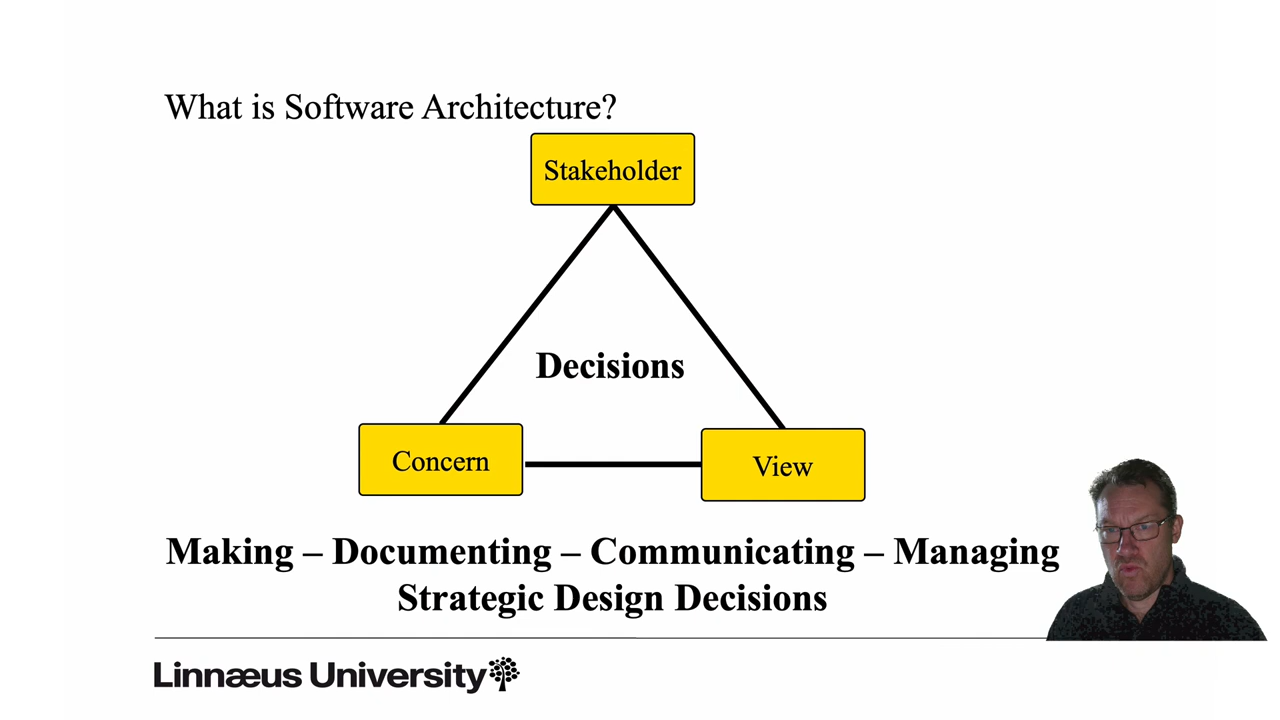 What is Software Architecture?
Stakeholder
Decisions
Concern
View
Making – Documenting – Communicating – Managing
Strategic Design Decisions
Linnæus University